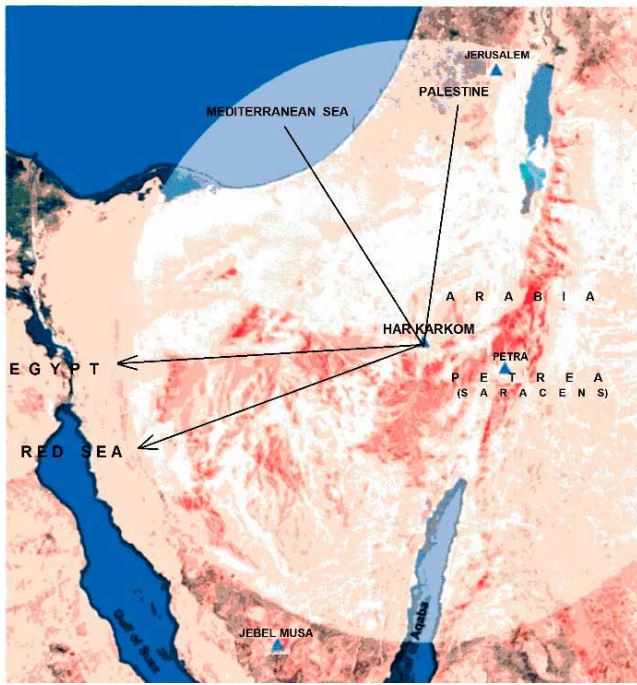 JERUSALEM
PALESTINE
MEDITERRANEAN SEA
A R A B I A
HAR KARKOM
PETRA
E G Y P T
P E T R E A
(S A R A C E N S)
RED SEA
Gulf of Suez
JEBEL MUSA
Aqaba